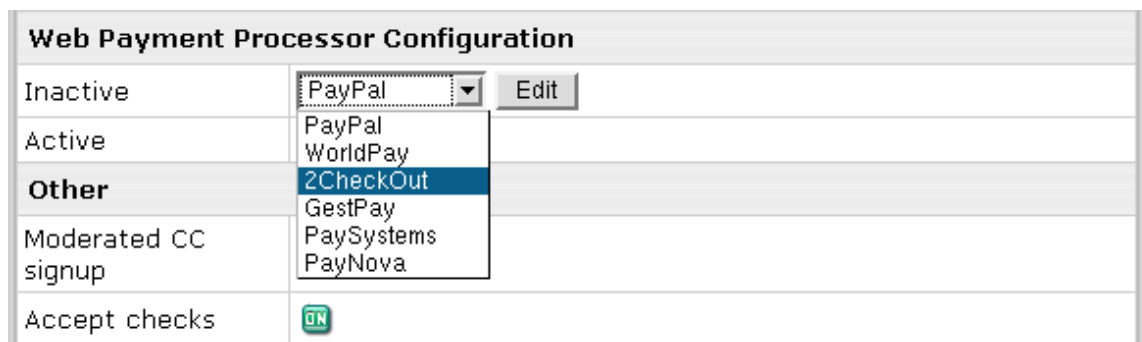 Web Payment Processor Configuration
Inactive PayPal Edit
PayPal
Active
WorldPay
2CheckOut
Other
GestPay
PaySystems
Moderated CC
signup
PayNova
Accept checks ON